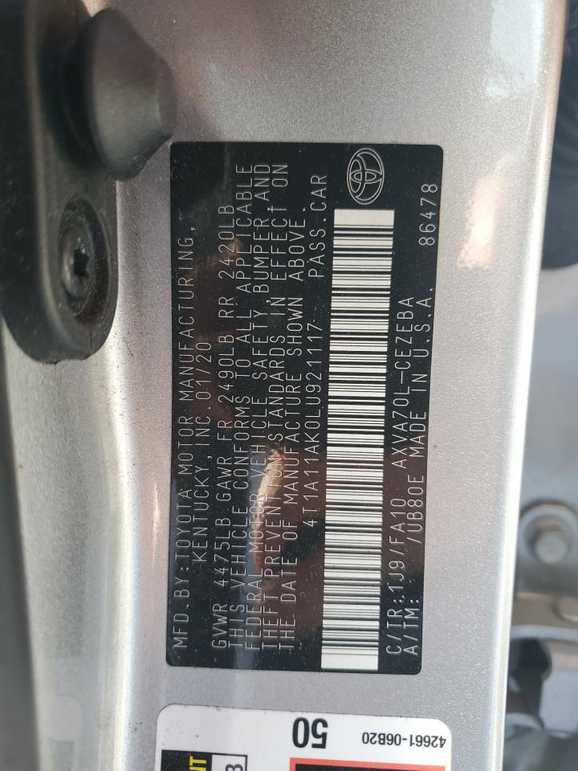 MFD.BY:TOYOTA MOTOR MANUFACTURING,
KENTUCKY, INC. 01/20
GVWR 4475LB GAWR FR 2490LB RR 2420LB
THIS VEHICLE CONFORMS TO ALL APPLICABLE
FEDERAL MOTOR VEHICLE SAFETY, BUMPER, AND
THEFT PREVENTION STANDARDS IN EFFECT ON
THE DATE OF MANUFACTURE SHOWN ABOVE.
4T1A11AK0LU921117 PASS.CAR
C/TR:1J9/FA10 AXVA70L-CEZEBA
A/TM: /UB80E MADE IN U.S.A. 86478
50
42661-06B20